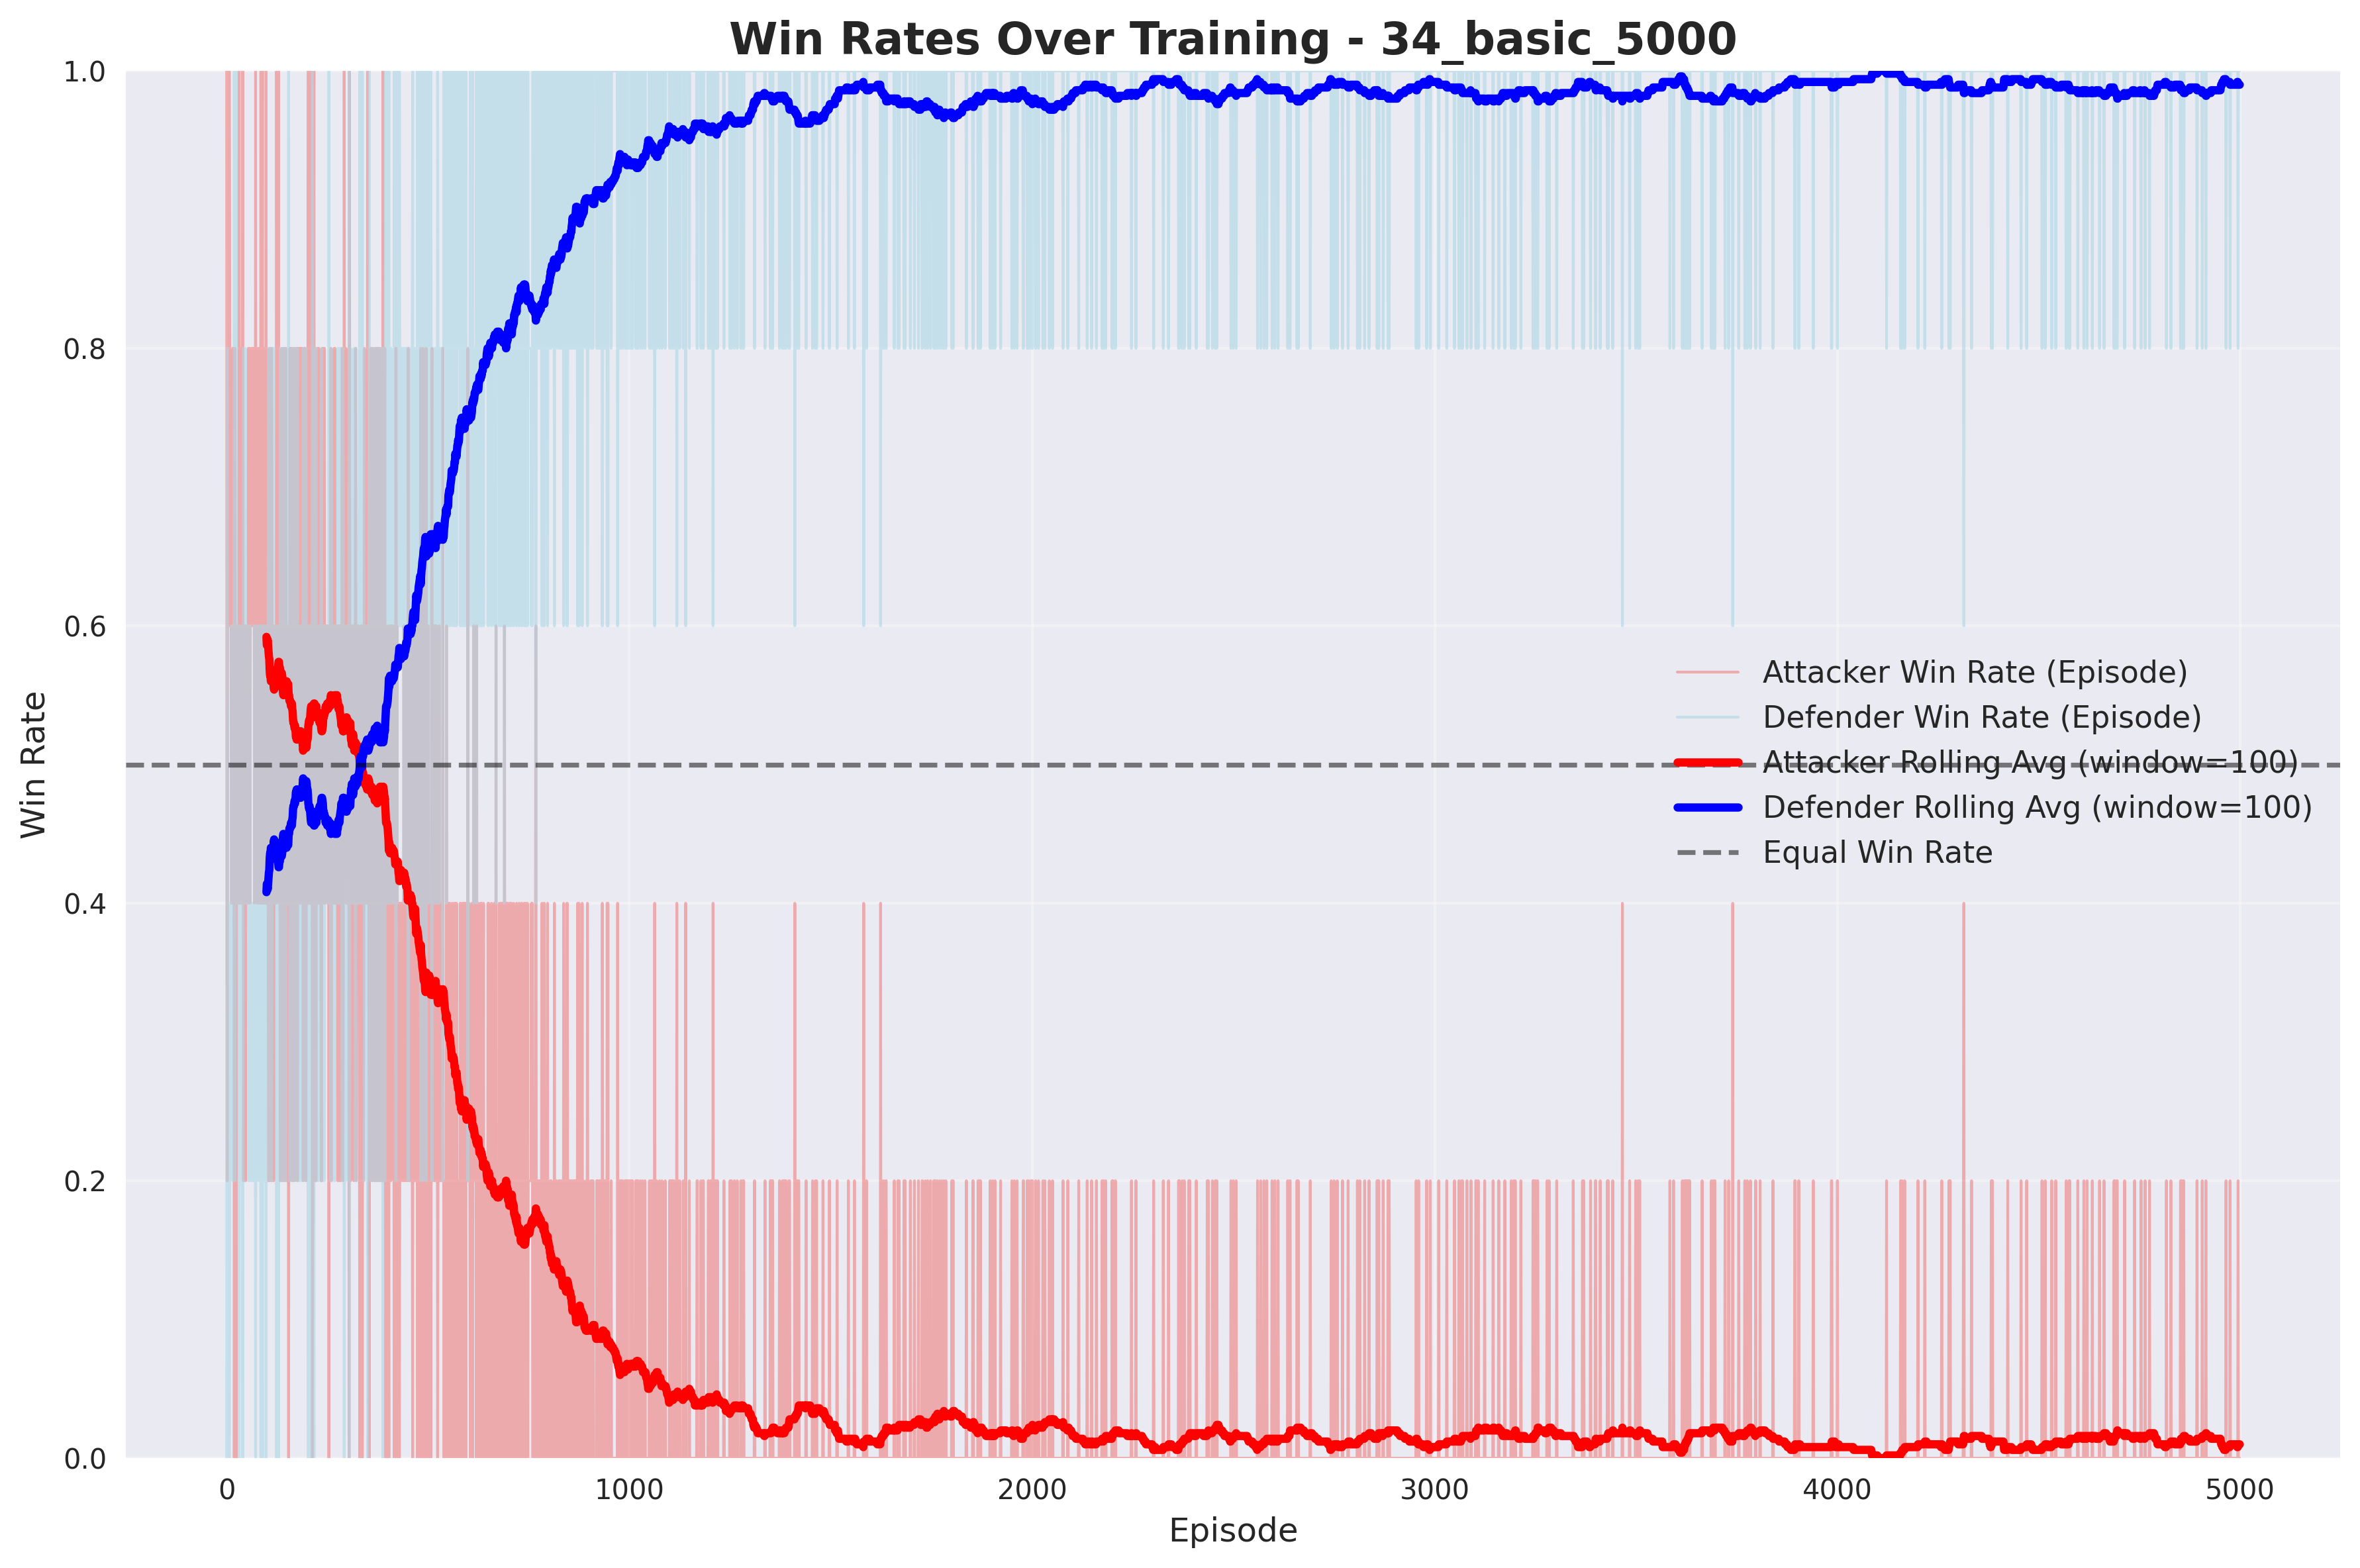 Win Rates Over Training - 34_basic_5000
Win Rate
1.0
0.8
0.6
0.4
0.2
0.0
Attacker Win Rate (Episode)
Defender Win Rate (Episode)
Attacker Rolling Avg (window=100)
Defender Rolling Avg (window=100)
Equal Win Rate
0 1000 2000 3000 4000 5000
Episode